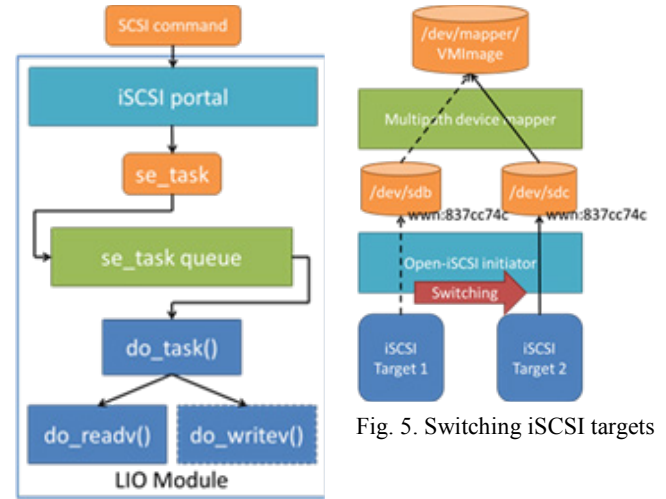 SCSI command
iSCSI portal
se_task
se_task queue
do_task()
do_readv()
do_writev()
LIO Module
/dev/mapper/
VMImage
Multipath device mapper
/dev/sdb
/dev/sdc
wwn:837cc74c
wwn:837cc74c
Open-iSCSI initiator
Switching
iSCSI
Target 1
iSCSI
Target 2
Fig. 5. Switching iSCSI targets